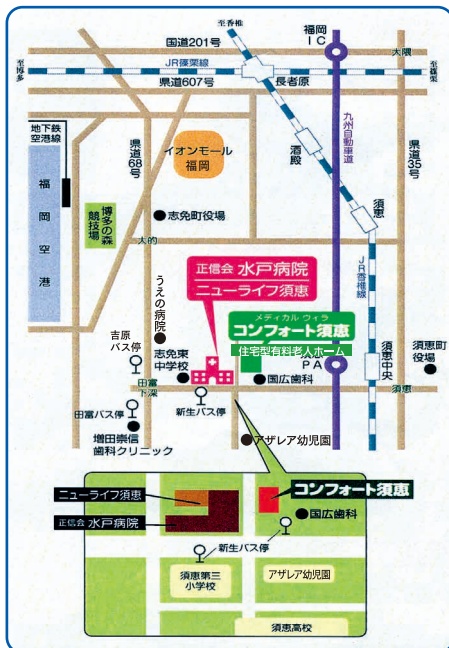 至香椎
国道201号
福岡
IC
大隈
至博多
JR篠栗線
至篠栗
県道607号
長者原
地下鉄
空港線
県道68号
イオンモール
福岡
酒殿
九州自動車道
県道35号
福岡空港
博多の森
競技場
志免町役場
須恵
大的
正信会 水戸病院
ニューライフ須恵
JR香椎線
うえの病院
メディカル ヴィラ
コンフォート須恵
住宅型有料老人ホーム
吉原
バス停
志免東
中学校
須恵
PA
須恵中央
須恵町
役場
国広歯科
田富
下深
新生バス停
須恵
田富バス停
増田崇信
歯科クリニック
アザレア幼児園
ニューライフ須恵
コンフォート須恵
正信会 水戸病院
国広歯科
新生バス停
須恵第三
小学校
アザレア幼児園
須恵高校